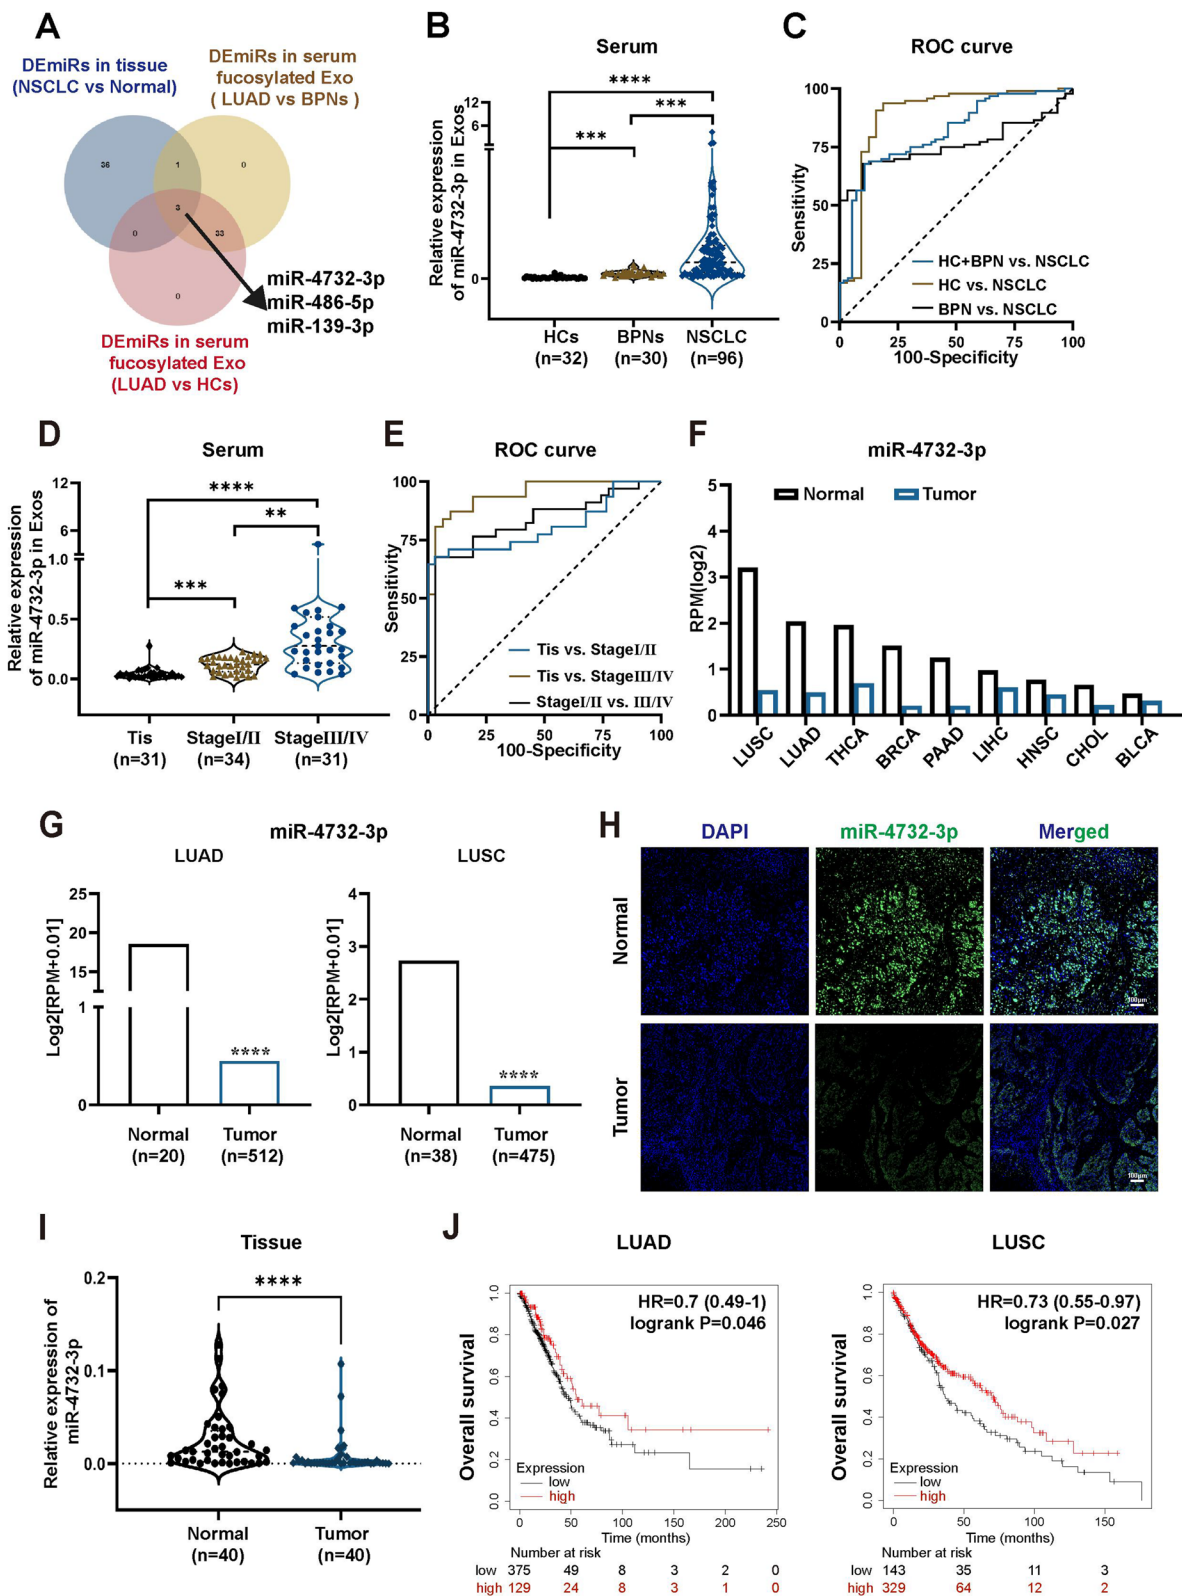 A
DEmiRs in tissue
(NSCLC vs Normal)
DEmiRs in serum
fucosylated Exo
( LUAD vs BPNs )
36
1
0
3
0
33
0
miR-4732-3p
miR-486-5p
miR-139-3p
DEmiRs in serum
fucosylated Exo
(LUAD vs HCs)
B
Serum
Relative expression
of miR-4732-3p in Exos
12
6
0
****
***
***
HCs
(n=32)
BPNs
(n=30)
NSCLC
(n=96)
C
ROC curve
Sensitivity
100
75
50
25
0
HC+BPN vs. NSCLC
HC vs. NSCLC
BPN vs. NSCLC
0 25 50 75 100
100-Specificity
D
Serum
Relative expression
of miR-4732-3p in Exos
12
6
1.0
0.5
0.0
****
**
***
Tis
(n=31)
StageI/II
(n=34)
StageIII/IV
(n=31)
E
ROC curve
Sensitivity
100
75
50
25
0
Tis vs. StageI/II
Tis vs. StageIII/IV
StageI/II vs. III/IV
0 25 50 75 100
100-Specificity
F
miR-4732-3p
RPM(log2)
5
4
3
2
1
0
Normal
Tumor
LUSC
LUAD
THCA
BRCA
PAAD
LIHC
HNSC
CHOL
BLCA
G
miR-4732-3p
LUAD
Log2[RPM+0.01]
25
20
15
1
0
****
Normal
(n=20)
Tumor
(n=512)
LUSC
Log2[RPM+0.01]
4
3
2
1
0
****
Normal
(n=38)
Tumor
(n=475)
H
DAPI
miR-4732-3p
Merged
Normal
100μm
Tumor
100μm
I
Tissue
Relative expression of
miR-4732-3p
0.2
0.1
0.0
****
Normal
(n=40)
Tumor
(n=40)
J
LUAD
Overall survival
1.0
0.8
0.6
0.4
0.2
0.0
HR=0.7 (0.49-1)
logrank P=0.046
Expression
low
high
0 50 100 150 200 250
Time (months)
Number at risk
low 375 49 8 3 2 0
high 129 24 8 3 1 0
LUSC
Overall survival
1.0
0.8
0.6
0.4
0.2
0.0
HR=0.73 (0.55-0.97)
logrank P=0.027
Expression
low
high
0 50 100 150
Time (months)
Number at risk
low 143 35 11 3
high 329 64 12 2